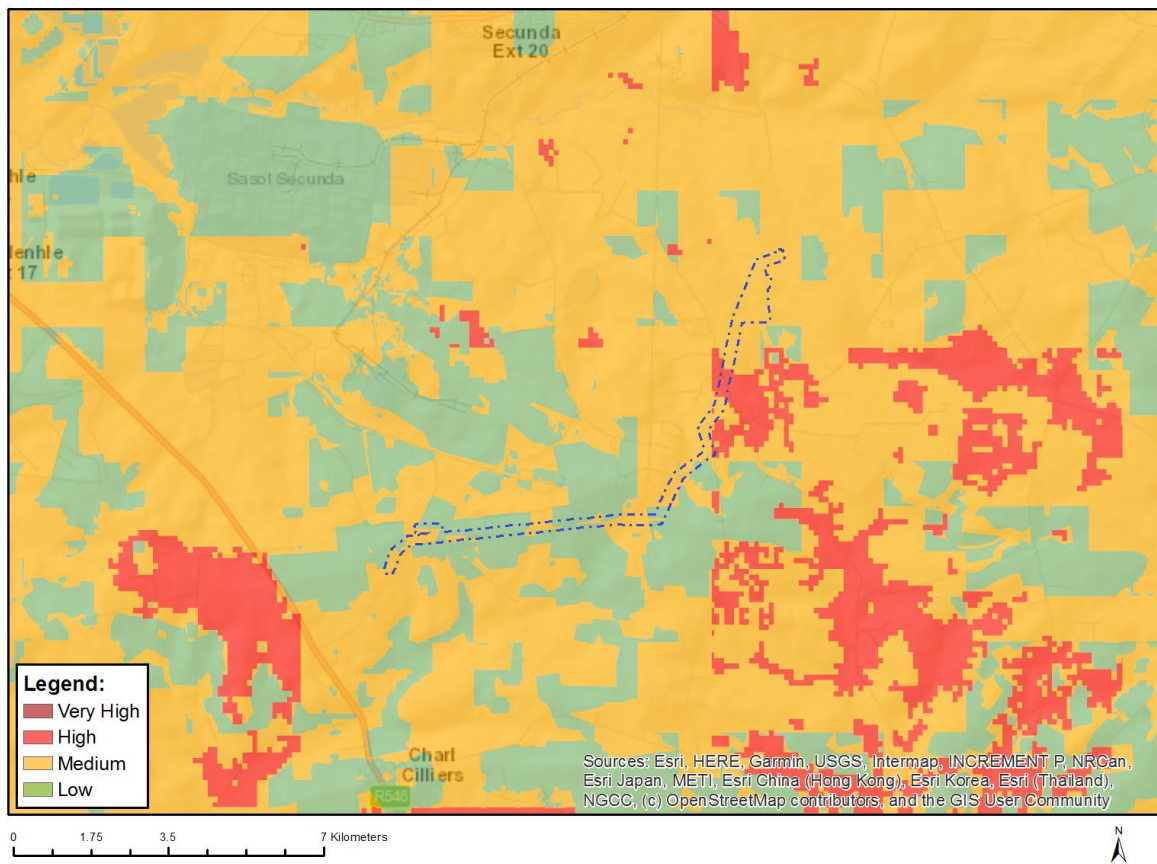 Secunda
Ext 20
Sasol Secunda
hle
lenhle
t 17
Legend:
Very High
High
Medium
Low
Charl
Cilliers
R546
Sources: Esri, HERE, Garmin, USGS, Intermap, INCREMENT P, NRCan,
Esri Japan, METI, Esri China (Hong Kong), Esri Korea, Esri (Thailand),
NGCC, (c) OpenStreetMap contributors, and the GIS User Community
0 1.75 3.5 7 Kilometers
N